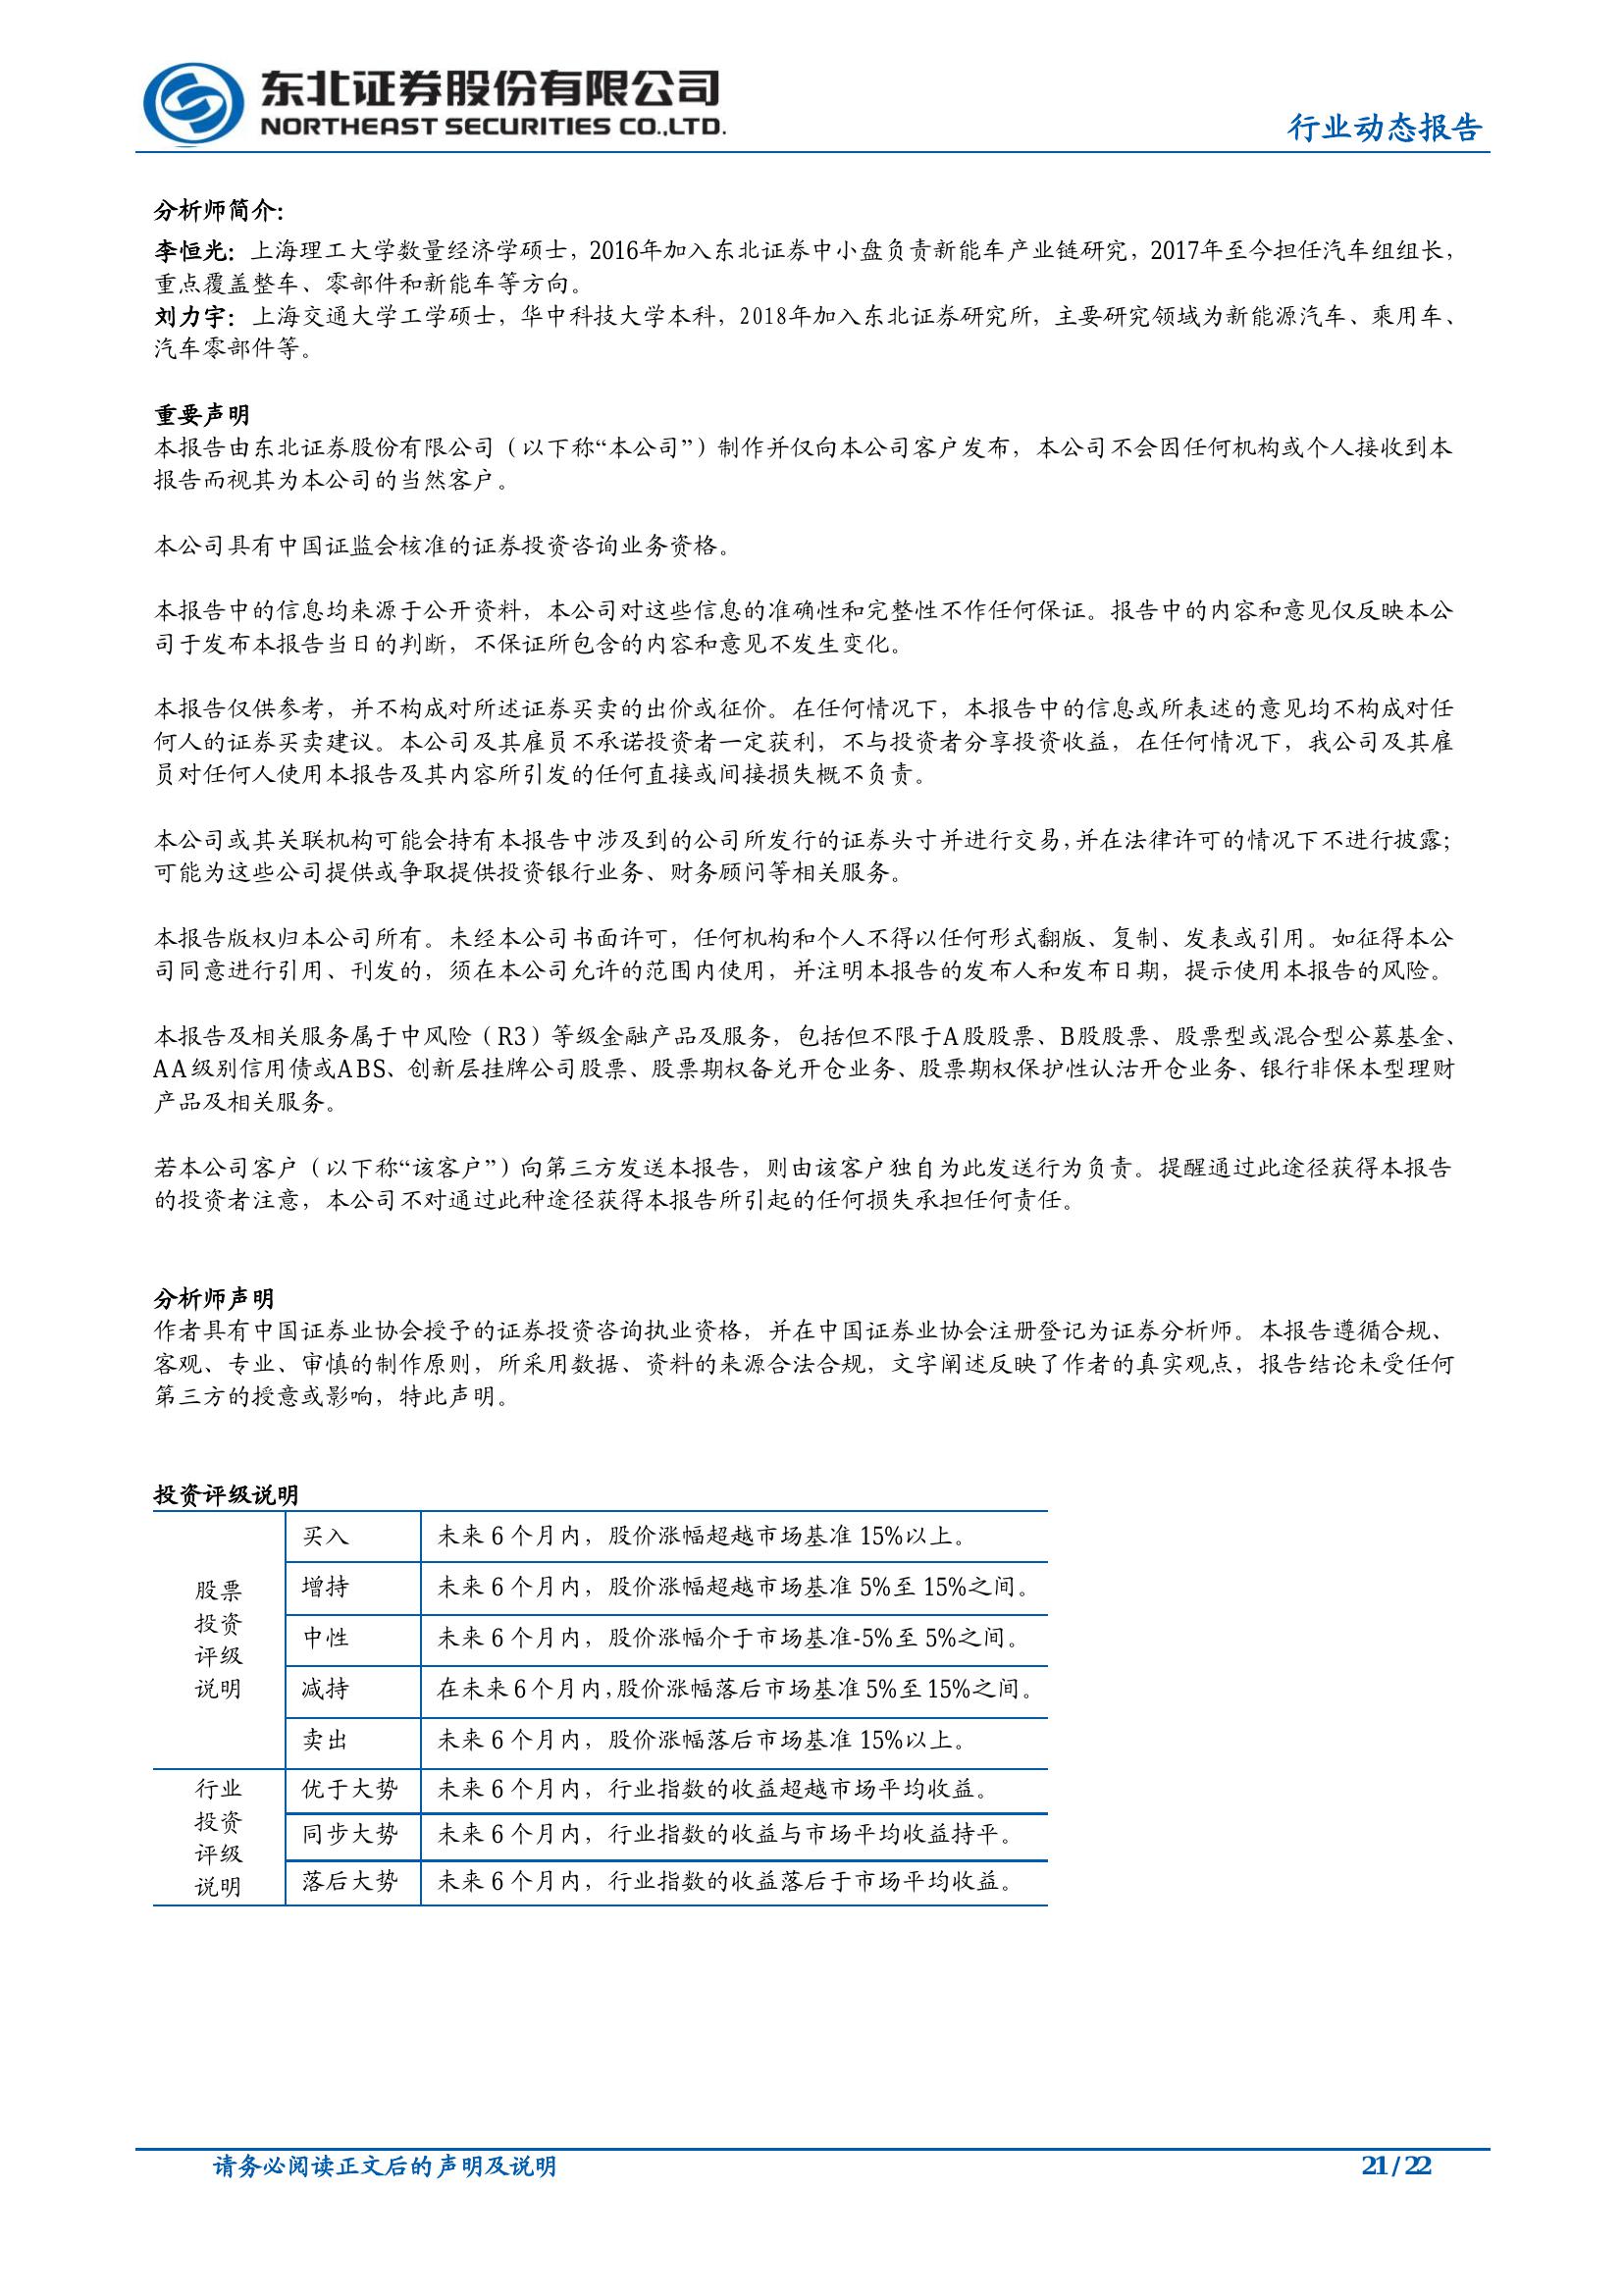 东北证券股份有限公司
NORTHEAST SECURITIES CO.,LTD.
行业动态报告
分析师简介:
李恒光：上海理工大学数量经济学硕士，2016年加入东北证券中小盘负责新能车产业链研究，2017年至今担任汽车组组长，
重点覆盖整车、零部件和新能车等方向。
刘力宇：上海交通大学工学硕士，华中科技大学本科，2018年加入东北证券研究所，主要研究领域为新能源汽车、乘用车、
汽车零部件等。
重要声明
本报告由东北证券股份有限公司（以下称“本公司”）制作并仅向本公司客户发布，本公司不会因任何机构或个人接收到本
报告而视其为本公司的当然客户。
本公司具有中国证监会核准的证券投资咨询业务资格。
本报告中的信息均来源于公开资料，本公司对这些信息的准确性和完整性不作任何保证。报告中的内容和意见仅反映本公
司于发布本报告当日的判断，不保证所包含的内容和意见不发生变化。
本报告仅供参考，并不构成对所述证券买卖的出价或征价。在任何情况下，本报告中的信息或所表述的意见均不构成对任
何人的证券买卖建议。本公司及其雇员不承诺投资者一定获利，不与投资者分享投资收益，在任何情况下，我公司及其雇
员对任何人使用本报告及其内容所引发的任何直接或间接损失概不负责。
本公司或其关联机构可能会持有本报告中涉及到的公司所发行的证券头寸并进行交易，并在法律许可的情况下不进行披露；
可能为这些公司提供或争取提供投资银行业务、财务顾问等相关服务。
本报告版权归本公司所有。未经本公司书面许可，任何机构和个人不得以任何形式翻版、复制、发表或引用。如征得本公
司同意进行引用、刊发的，须在本公司允许的范围内使用，并注明本报告的发布人和发布日期，提示使用本报告的风险。
本报告及相关服务属于中风险（R3）等级金融产品及服务，包括但不限于A股股票、B股股票、股票型或混合型公募基金、
AA级别信用债或ABS、创新层挂牌公司股票、股票期权备兑开仓业务、股票期权保护性认沽开仓业务、银行非保本型理财
产品及相关服务。
若本公司客户（以下称“该客户”）向第三方发送本报告，则由该客户独自为此发送行为负责。提醒通过此途径获得本报告
的投资者注意，本公司不对通过此种途径获得本报告所引起的任何损失承担任何责任。
分析师声明
作者具有中国证券业协会授予的证券投资咨询执业资格，并在中国证券业协会注册登记为证券分析师。本报告遵循合规、
客观、专业、审慎的制作原则，所采用数据、资料的来源合法合规，文字阐述反映了作者的真实观点，报告结论未受任何
第三方的授意或影响，特此声明。
投资评级说明
股票
投资
评级
说明
买入 未来 6 个月内，股价涨幅超越市场基准 15%以上。
增持 未来 6 个月内，股价涨幅超越市场基准 5%至 15%之间。
中性 未来 6 个月内，股价涨幅介于市场基准-5%至 5%之间。
减持 在未来 6 个月内，股价涨幅落后市场基准 5%至 15%之间。
卖出 未来 6 个月内，股价涨幅落后市场基准 15%以上。
行业
投资
评级
说明
优于大势 未来 6 个月内，行业指数的收益超越市场平均收益。
同步大势 未来 6 个月内，行业指数的收益与市场平均收益持平。
落后大势 未来 6 个月内，行业指数的收益落后于市场平均收益。
请务必阅读正文后的声明及说明
21 / 22